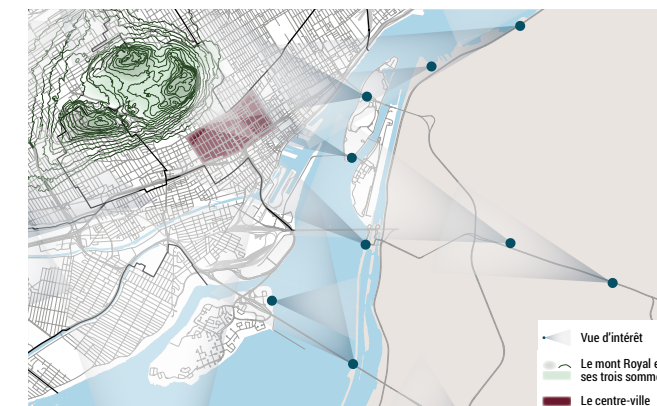 Vue d'intérêt
Le mont Royal e
ses trois somme
Le centre-ville